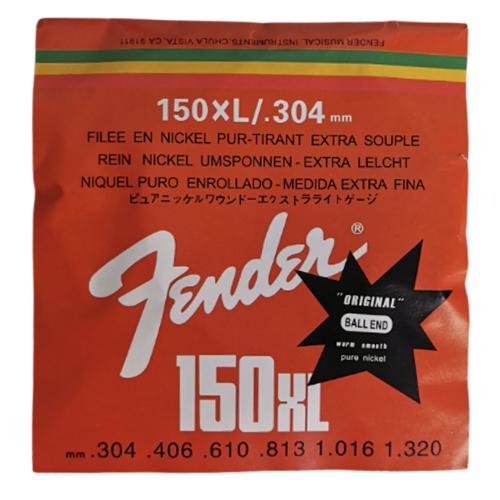 FENDER MUSICAL INSTRUMENTS, CHULA VISTA, CA 91911
150XL/.304 mm
FILEE EN NICKEL PUR-TIRANT EXTRA SOUPLE
REIN NICKEL UMSPONNEN-EXTRA LELCHT
NIQUEL PURO ENROLLADO-MEDIDA EXTRA FINA
ピュアニッケルワウンドーエクストラライトゲージ
Fender®
"ORIGINAL"
BALL END
warm smooth
pure nickel
150XL
mm .304 .406 .610 .813 1.016 1.320